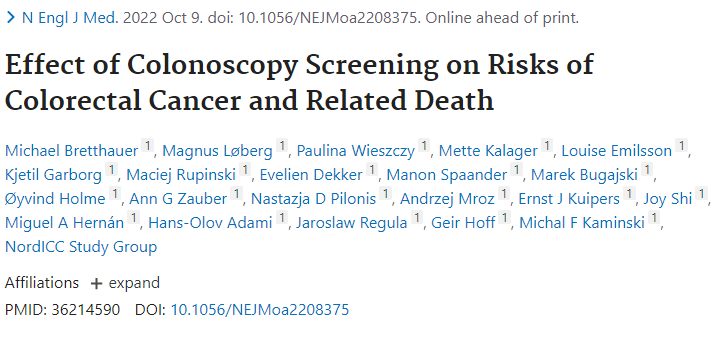 > N Engl J Med. 2022 Oct 9. doi: 10.1056/NEJMoa2208375. Online ahead of print.
Effect of Colonoscopy Screening on Risks of
Colorectal Cancer and Related Death
Michael Bretthauer 1, Magnus Løberg 1, Paulina Wieszczy 1, Mette Kalager 1, Louise Emilsson 1,
Kjetil Garborg 1, Maciej Rupinski 1, Evelien Dekker 1, Manon Spaander 1, Marek Bugajski 1,
Øyvind Holme 1, Ann G Zauber 1, Nastazja D Pilonis 1, Andrzej Mroz 1, Ernst J Kuipers 1, Joy Shi 1,
Miguel A Hernán 1, Hans-Olov Adami 1, Jaroslaw Regula 1, Geir Hoff 1, Michal F Kaminski 1,
NordICC Study Group
Affiliations + expand
PMID: 36214590 DOI: 10.1056/NEJMoa2208375